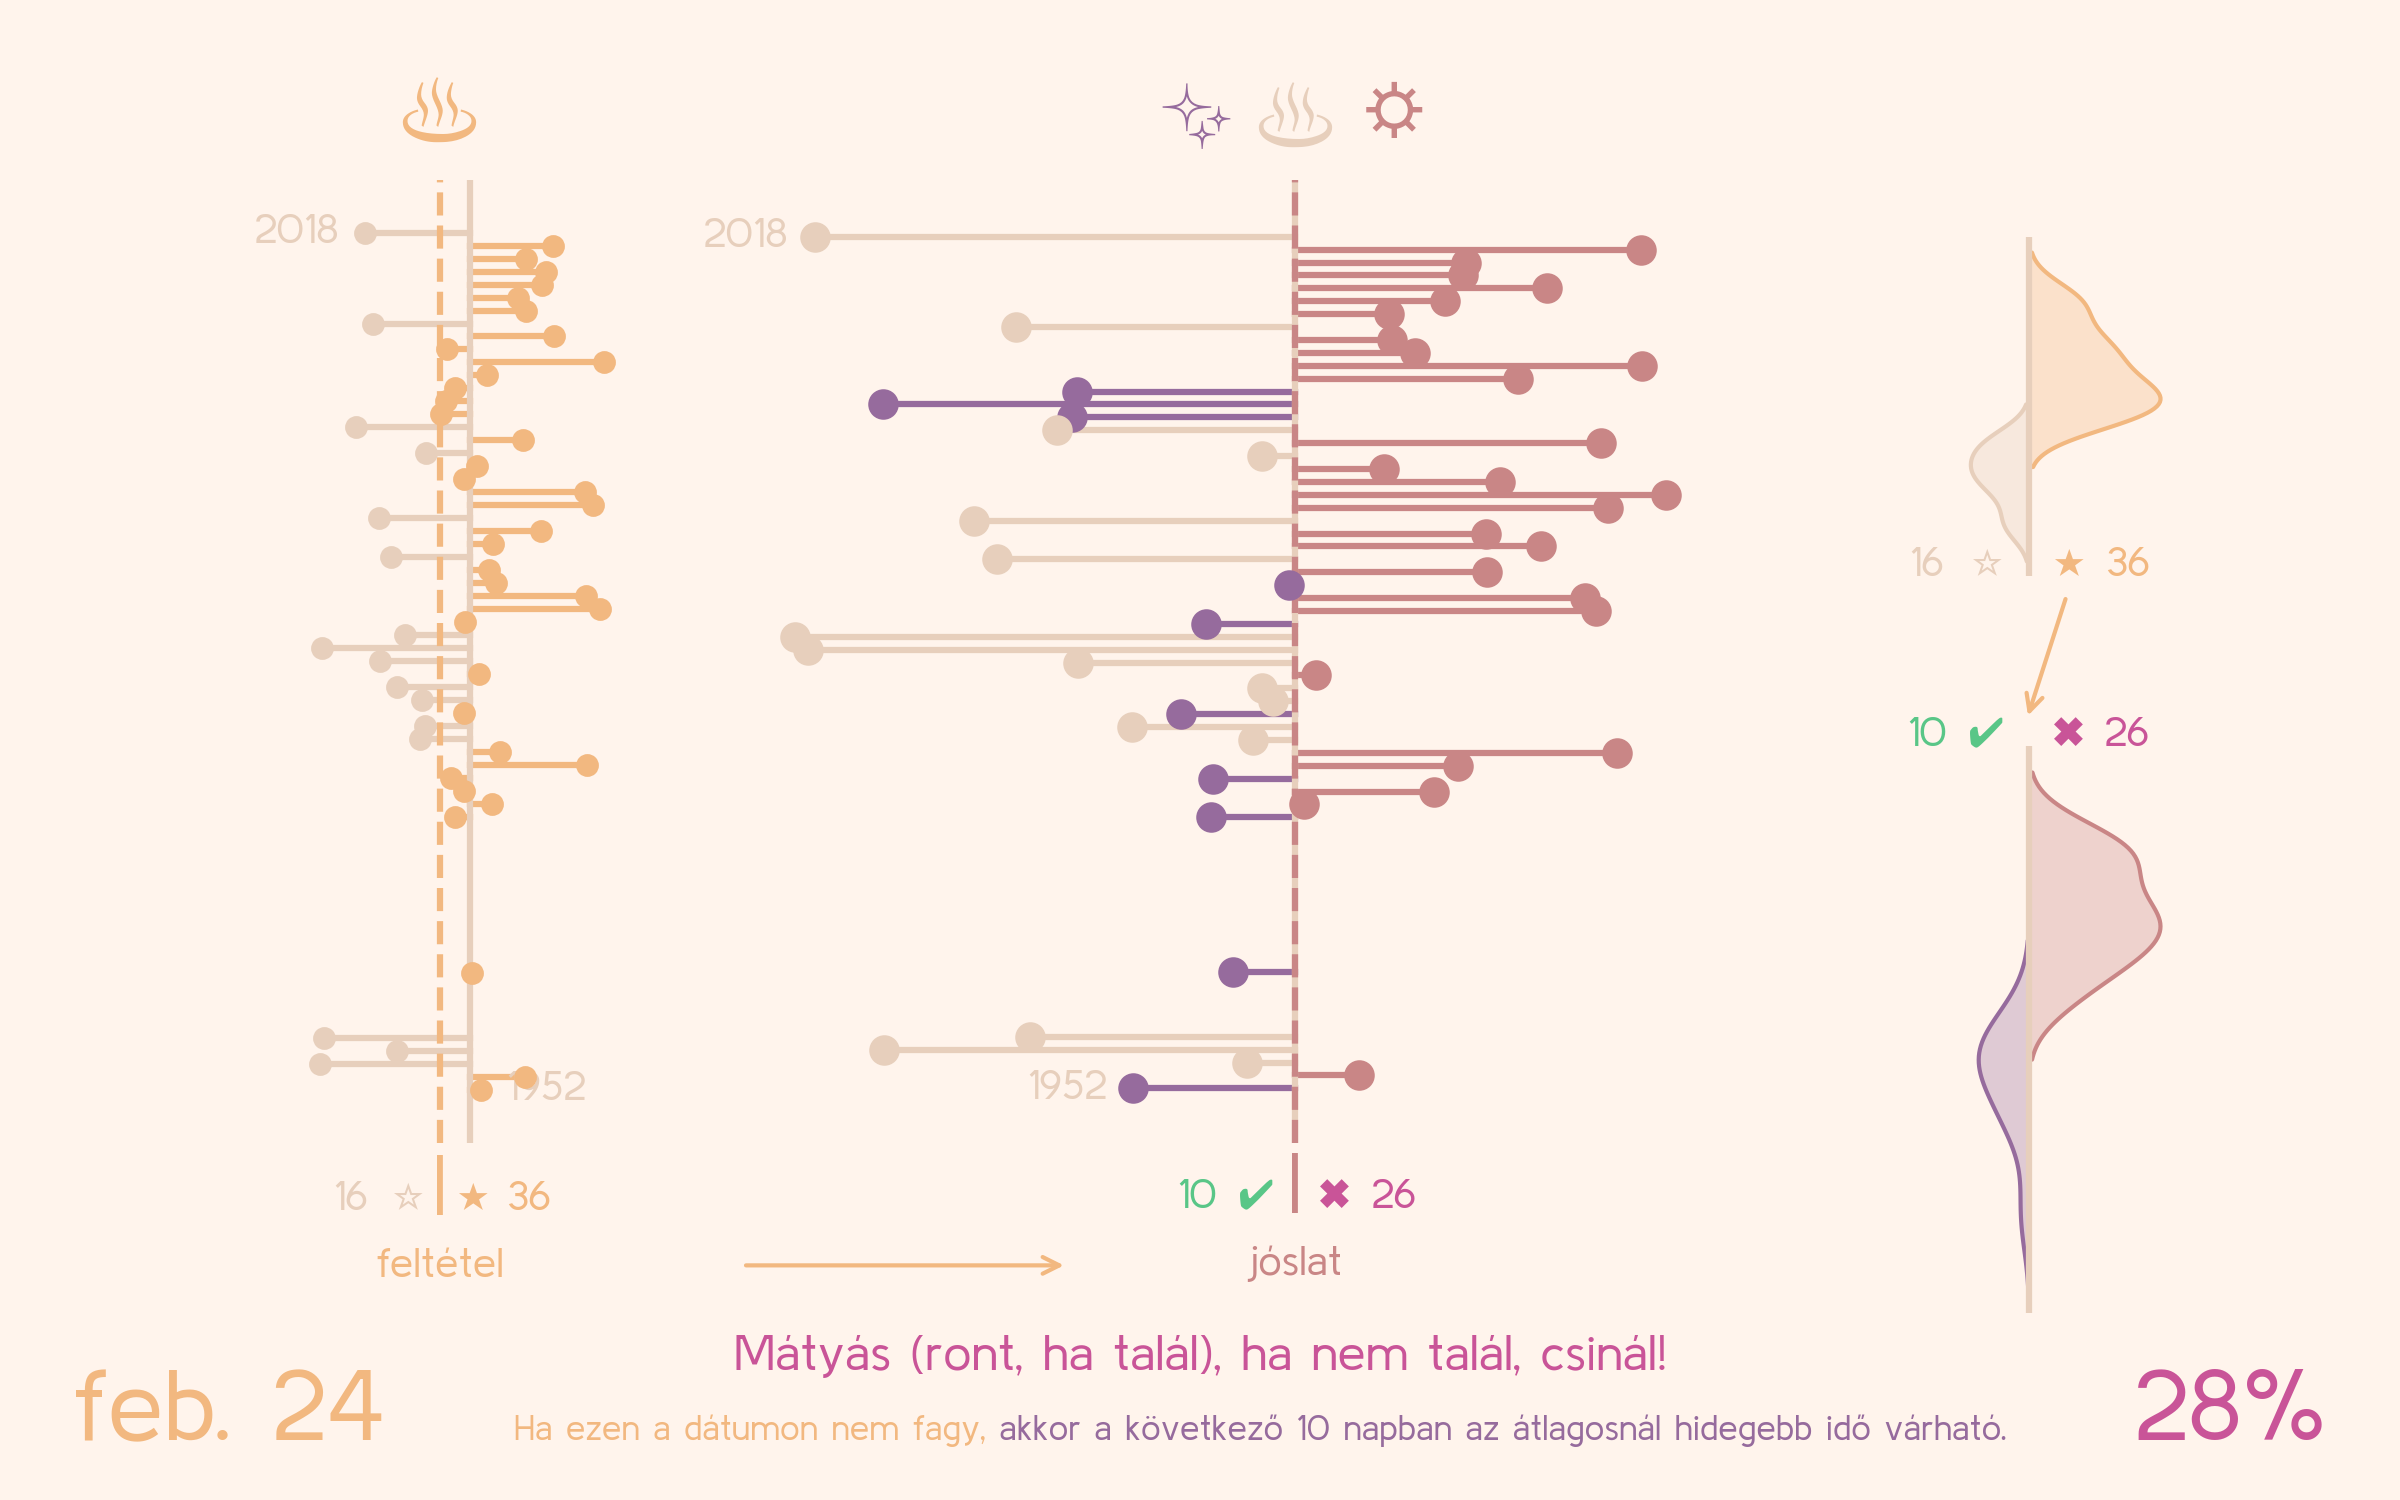 2018
2018
1952
1952
16 ☆ ★ 36
10 ✔ ✖ 26
16 ☆ ★ 36
10 ✔ ✖ 26
feltétel
jóslat
Mátyás (ront, ha talál), ha nem talál, csinál!
feb. 24
Ha ezen a dátumon nem fagy, akkor a következő 10 napban az átlagosnál hidegebb idő várható.
28%